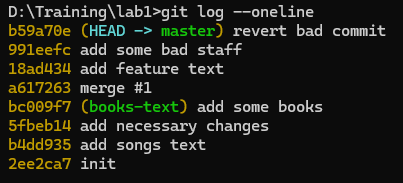 D:\Training\lab1>git log --oneline
b59a70e (HEAD -> master) revert bad commit
991eefc add some bad staff
18ad434 add feature text
a617263 merge #1
bc009f7 (books-text) add some books
5fbeb14 add necessary changes
b4dd935 add songs text
2ee2ca7 init